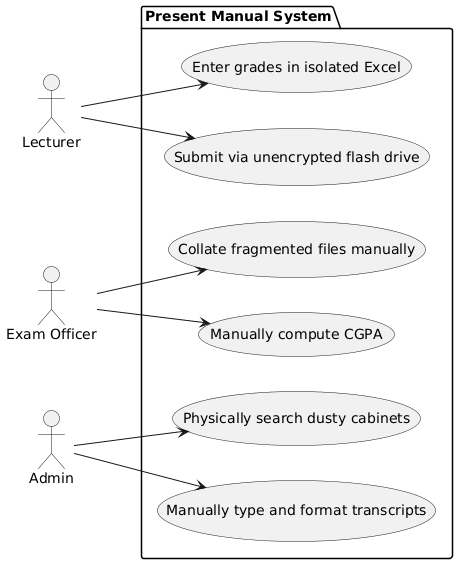 Present Manual System
Enter grades in isolated Excel
Lecturer
Submit via unencrypted flash drive
Collate fragmented files manually
Exam Officer
Manually compute CGPA
Physically search dusty cabinets
Admin
Manually type and format transcripts